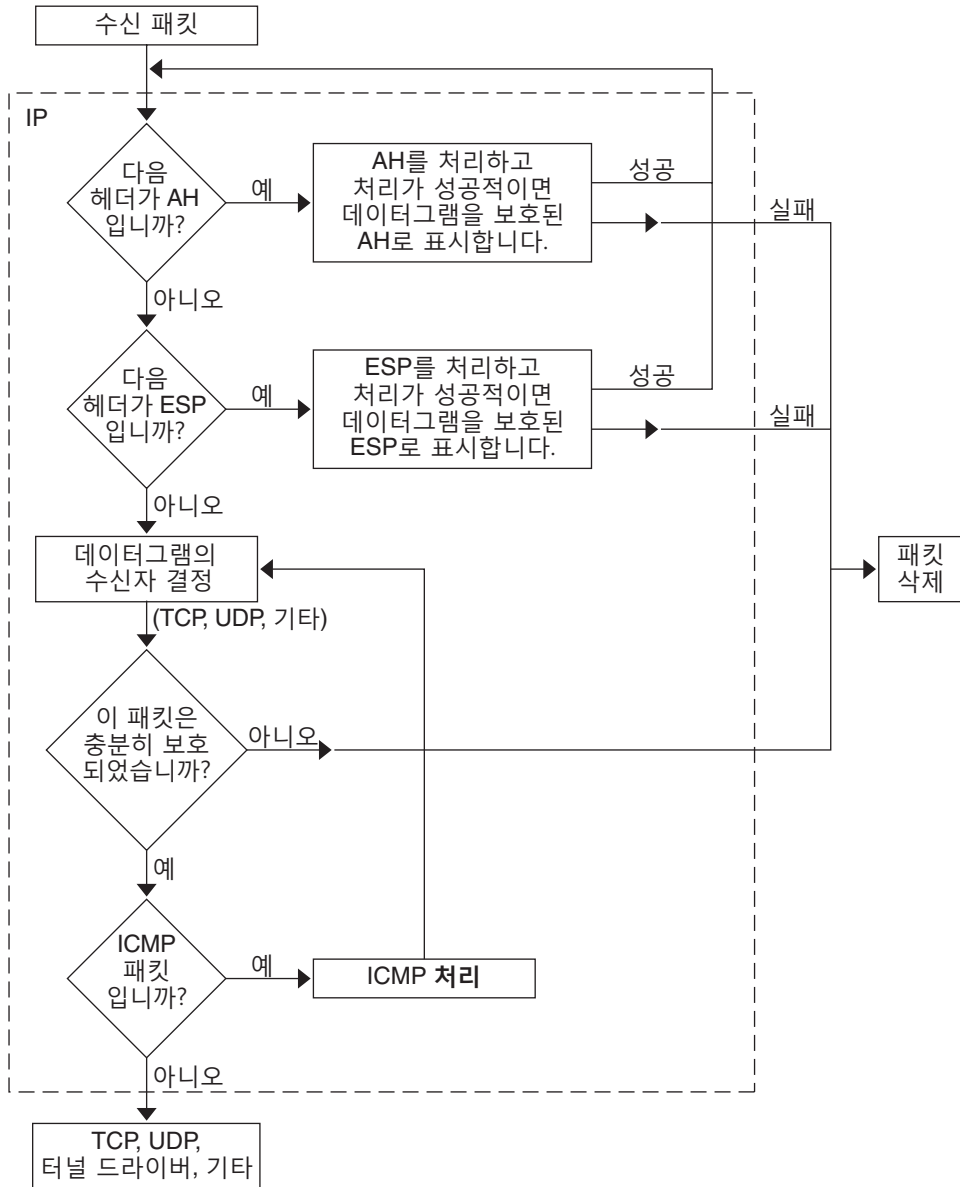 수신 패킷
IP
다음
헤더가 AH
입니까?
예
AH를 처리하고
처리가 성공적이면
데이터그램을 보호된
AH로 표시합니다.
성공
실패
아니오
다음
헤더가 ESP
입니까?
예
ESP를 처리하고
처리가 성공적이면
데이터그램을 보호된
ESP로 표시합니다.
성공
실패
아니오
데이터그램의
수신자 결정
패킷
삭제
(TCP, UDP, 기타)
이 패킷은
충분히 보호
되었습니까?
아니오
예
ICMP
패킷
입니까?
예
ICMP 처리
아니오
TCP, UDP,
터널 드라이버, 기타